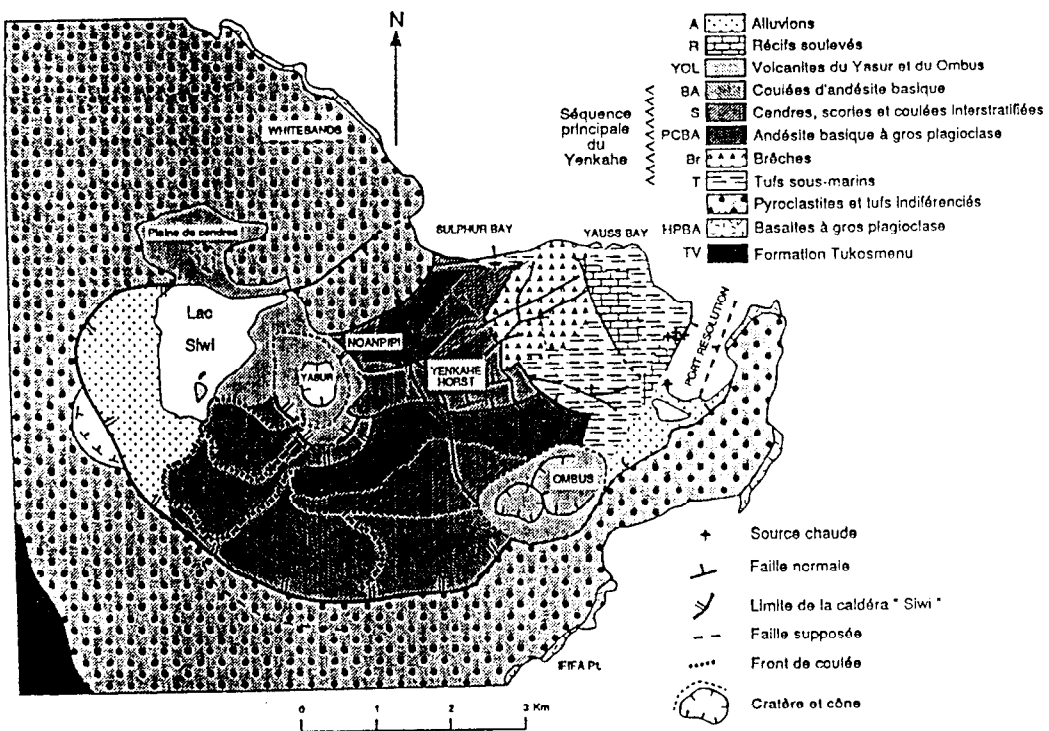 N
A Alluvions
R Récifs soulevés
YOL Volcanites du Yasur et du Ombus
BA Coulées d'andésite basique
S Cendres, scories et coulées interstratifiées
PCBA Andésite basique à gros plagioclase
Br Brèches
T Tufs sous-marins
Pyroclastites et tufs indiférenciés
HPBA Basaltes à gros plagioclase
TV Formation Tukosmenu
Séquence
principale
du
Yenkahe
WHITESANDS
Plaine de cendres
SULPHUR BAY
YAUSS BAY
PORT RESOLUTION
Lac
Siwi
NOANPIPI
YASUR
YENKAHE
HORST
OMBUS
IFIFA Pt.
Source chaude
Faille normale
Limite de la caldéra " Siwi "
Faille supposée
Front de coulée
Cratère et cône
0 1 2 3 Km